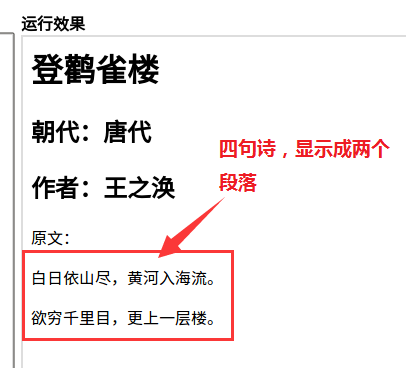 运行效果
登鹳雀楼
朝代：唐代
作者：王之涣
四句诗，显示成两个
段落
原文：
白日依山尽，黄河入海流。
欲穷千里目，更上一层楼。